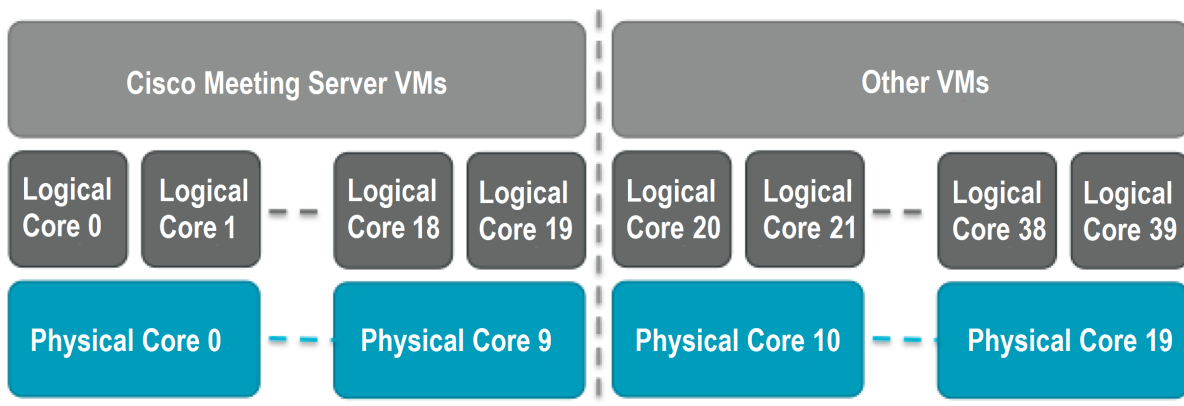 Cisco Meeting Server VMs
Other VMs
Logical
Core 0
Logical
Core 1
Logical
Core 18
Logical
Core 19
Logical
Core 20
Logical
Core 21
Logical
Core 38
Logical
Core 39
Physical Core 0
Physical Core 9
Physical Core 10
Physical Core 19